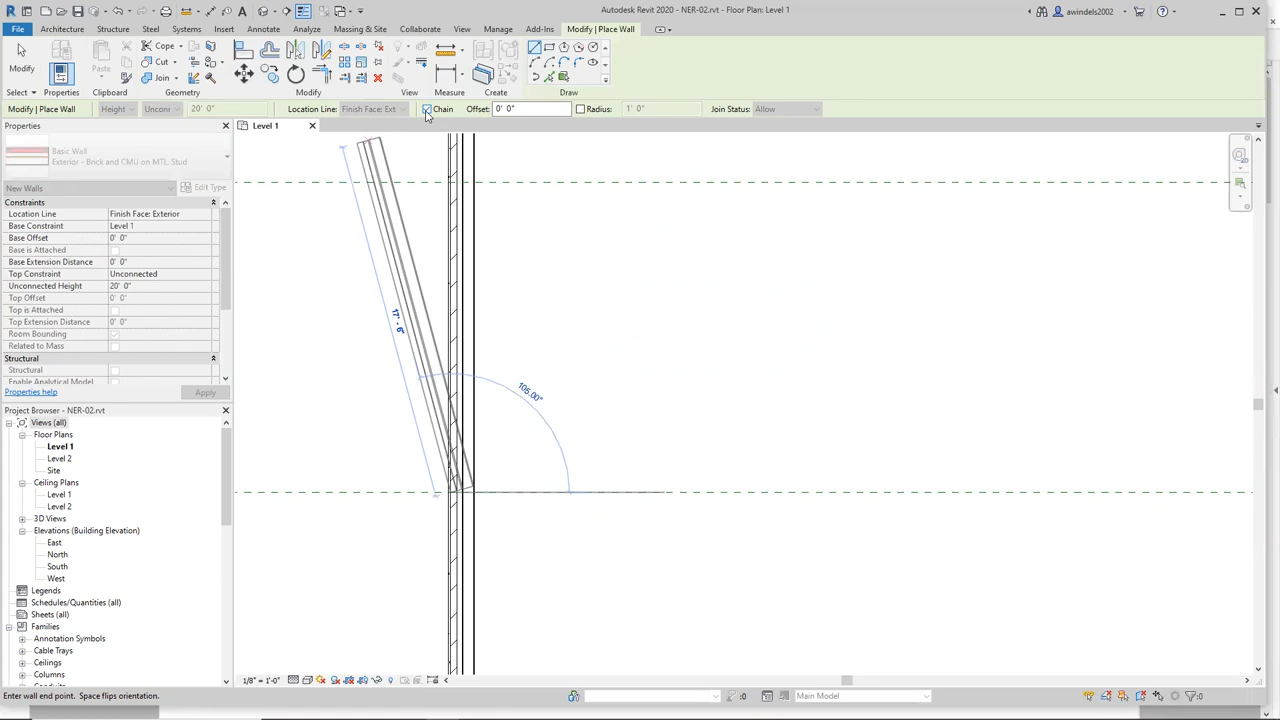 Autodesk Revit 2020 - NER-02.rvt - Floor Plan: Level 1
awindels2002
File Architecture Structure Steel Systems Insert Annotate Analyze Massing & Site Collaborate View Manage Add-Ins Modify | Place Wall
Modify
Paste
Cope
Cut
Join
Select Properties Clipboard Geometry Modify View Measure Create Draw
Modify | Place Wall Height Unconr 20' 0" Location Line: Finish Face: Ext Chain Offset: 0' 0" Radius: 1' 0" Join Status: Allow
Properties
Level 1
Basic Wall
Exterior - Brick and CMU on MTL. Stud
New Walls Edit Type
Constraints
Location Line Finish Face: Exterior
Base Constraint Level 1
Base Offset 0' 0"
Base is Attached
Base Extension Distance 0' 0"
Top Constraint Unconnected
Unconnected Height 20' 0"
Top Offset 0' 0"
Top is Attached
Top Extension Distance 0' 0"
Room Bounding
Related to Mass
Structural
Structural
Enable Analytical Model
Properties help Apply
17' - 6"
105.00°
Project Browser - NER-02.rvt
Views (all)
Floor Plans
Level 1
Level 2
Site
Ceiling Plans
Level 1
Level 2
3D Views
Elevations (Building Elevation)
East
North
South
West
Legends
Schedules/Quantities (all)
Sheets (all)
Families
Annotation Symbols
Cable Trays
Ceilings
Columns
1/8" = 1'-0"
Enter wall end point. Space flips orientation. :0 Main Model :0